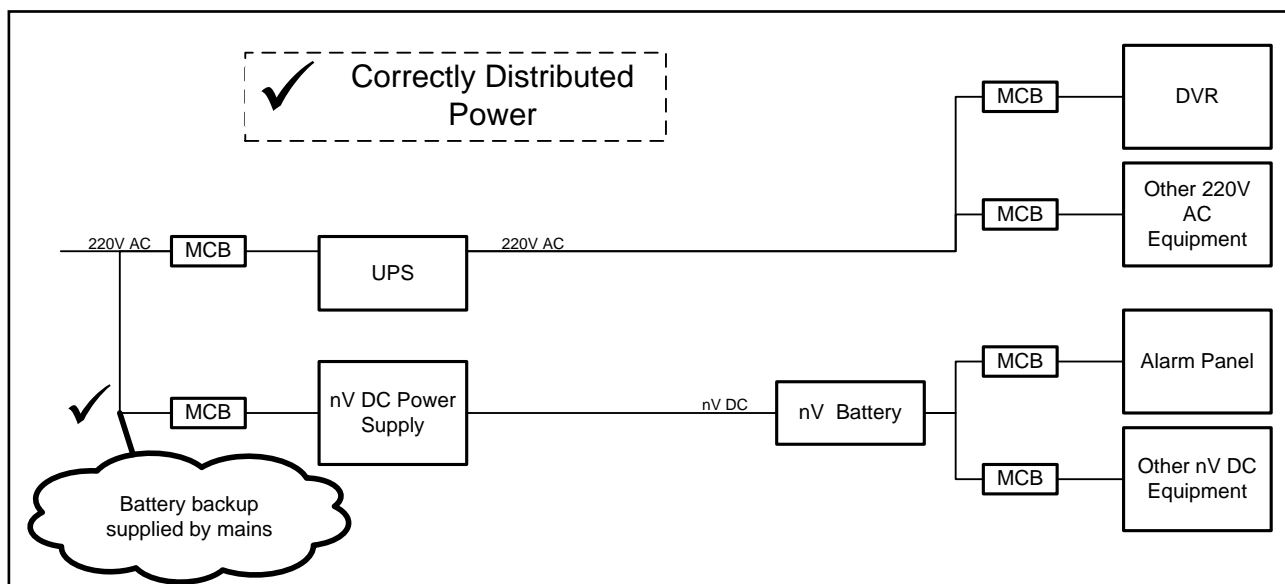 Correctly Distributed
Power
MCB
DVR
MCB
Other 220V
AC
Equipment
220V AC
MCB
UPS
220V AC
MCB
nV DC Power
Supply
nV DC
nV Battery
MCB
Alarm Panel
MCB
Other nV DC
Equipment
Battery backup
supplied by mains